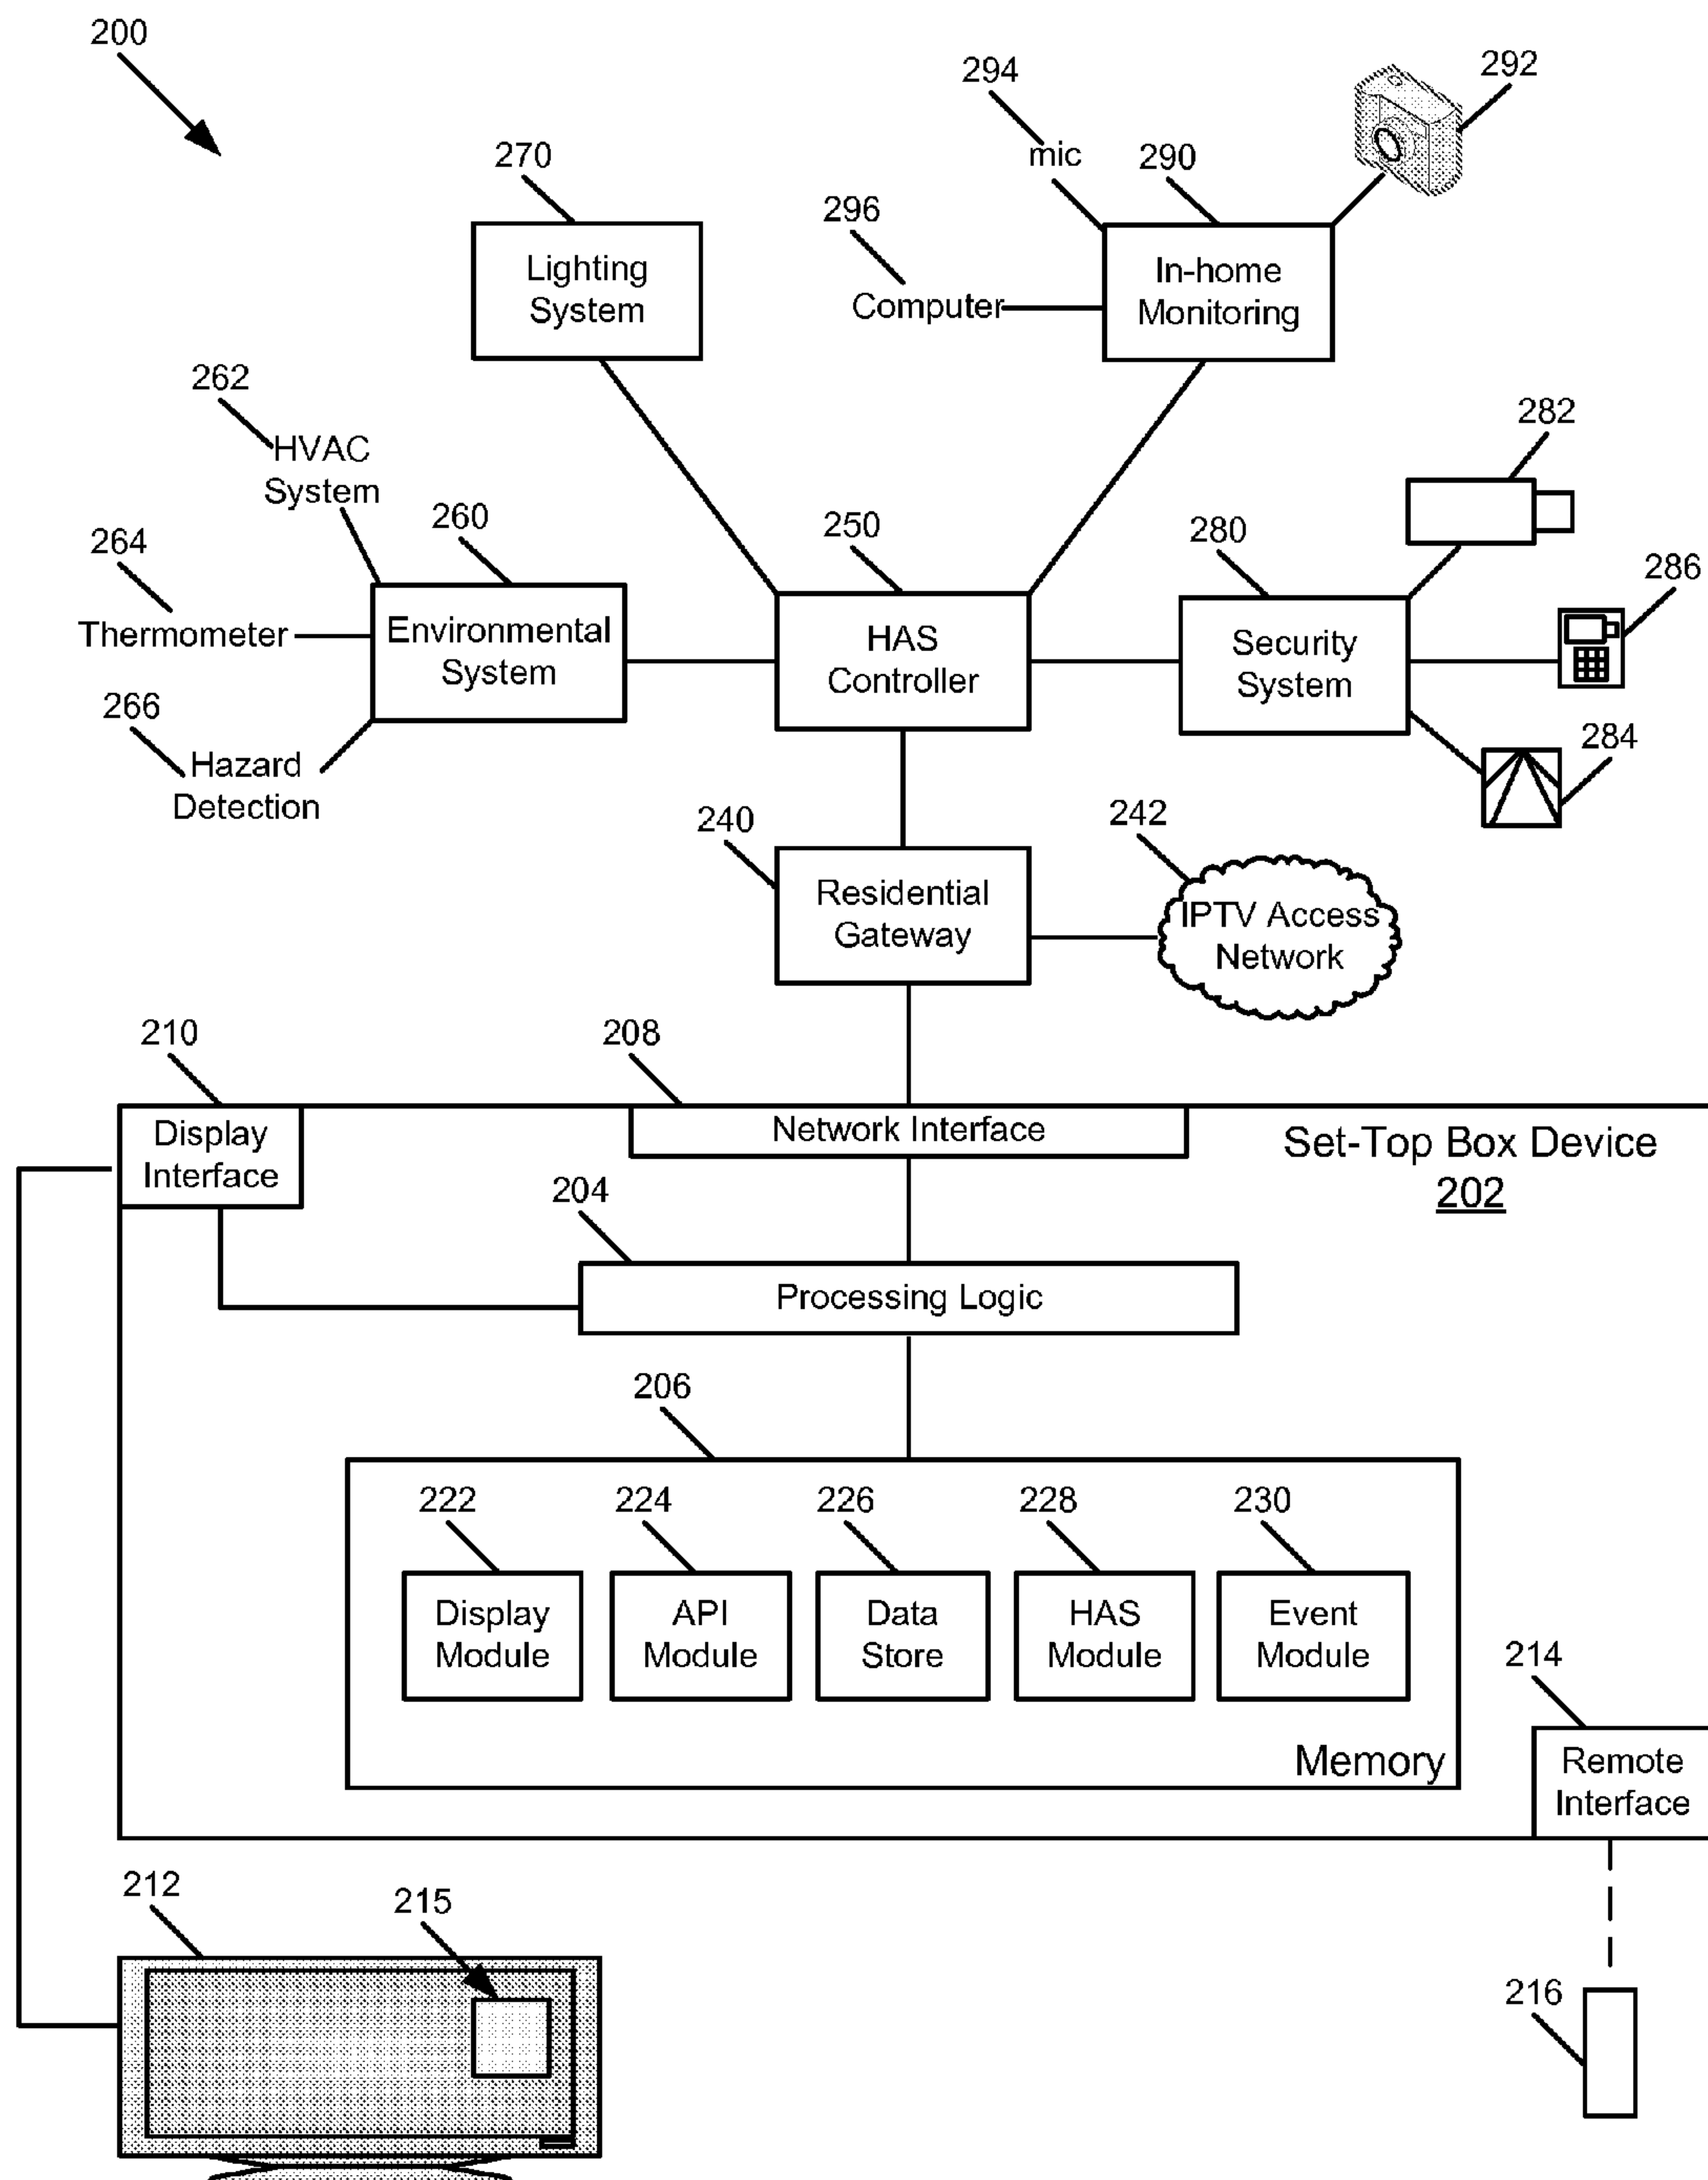 200
294
292
mic
290
270
296
Lighting
System
In-home
Monitoring
Computer
262
HVAC
System
282
264
260
250
280
286
Thermometer
Environmental
System
HAS
Controller
Security
System
266
Hazard
Detection
284
240
242
Residential
Gateway
IPTV Access
Network
210
208
Display
Interface
Network Interface
Set-Top Box Device
202
204
Processing Logic
206
222
224
226
228
230
Display
Module
API
Module
Data
Store
HAS
Module
Event
Module
214
Memory
Remote
Interface
212
215
216